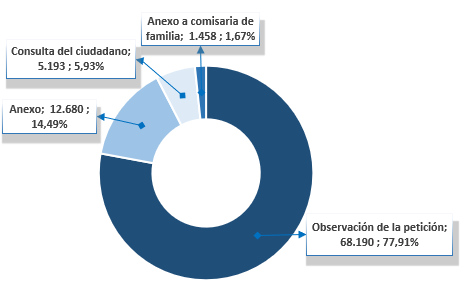 Anexo a comisaria de
familia;  1.458 ; 1,67%
Consulta del ciudadano;
5.193 ; 5,93%
Anexo;  12.680 ;
14,49%
Observación de la petición;
68.190 ; 77,91%